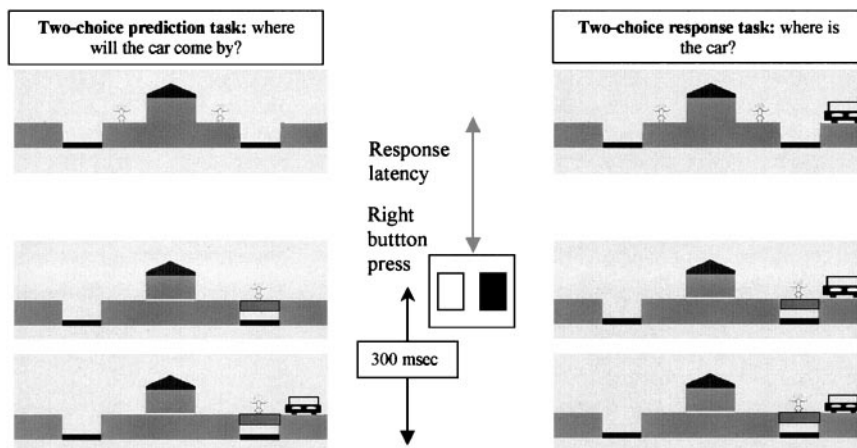 Two-choice prediction task: where
will the car come by?
Two-choice response task: where is
the car?
Response
latency
Right
buttton
press
300 msec